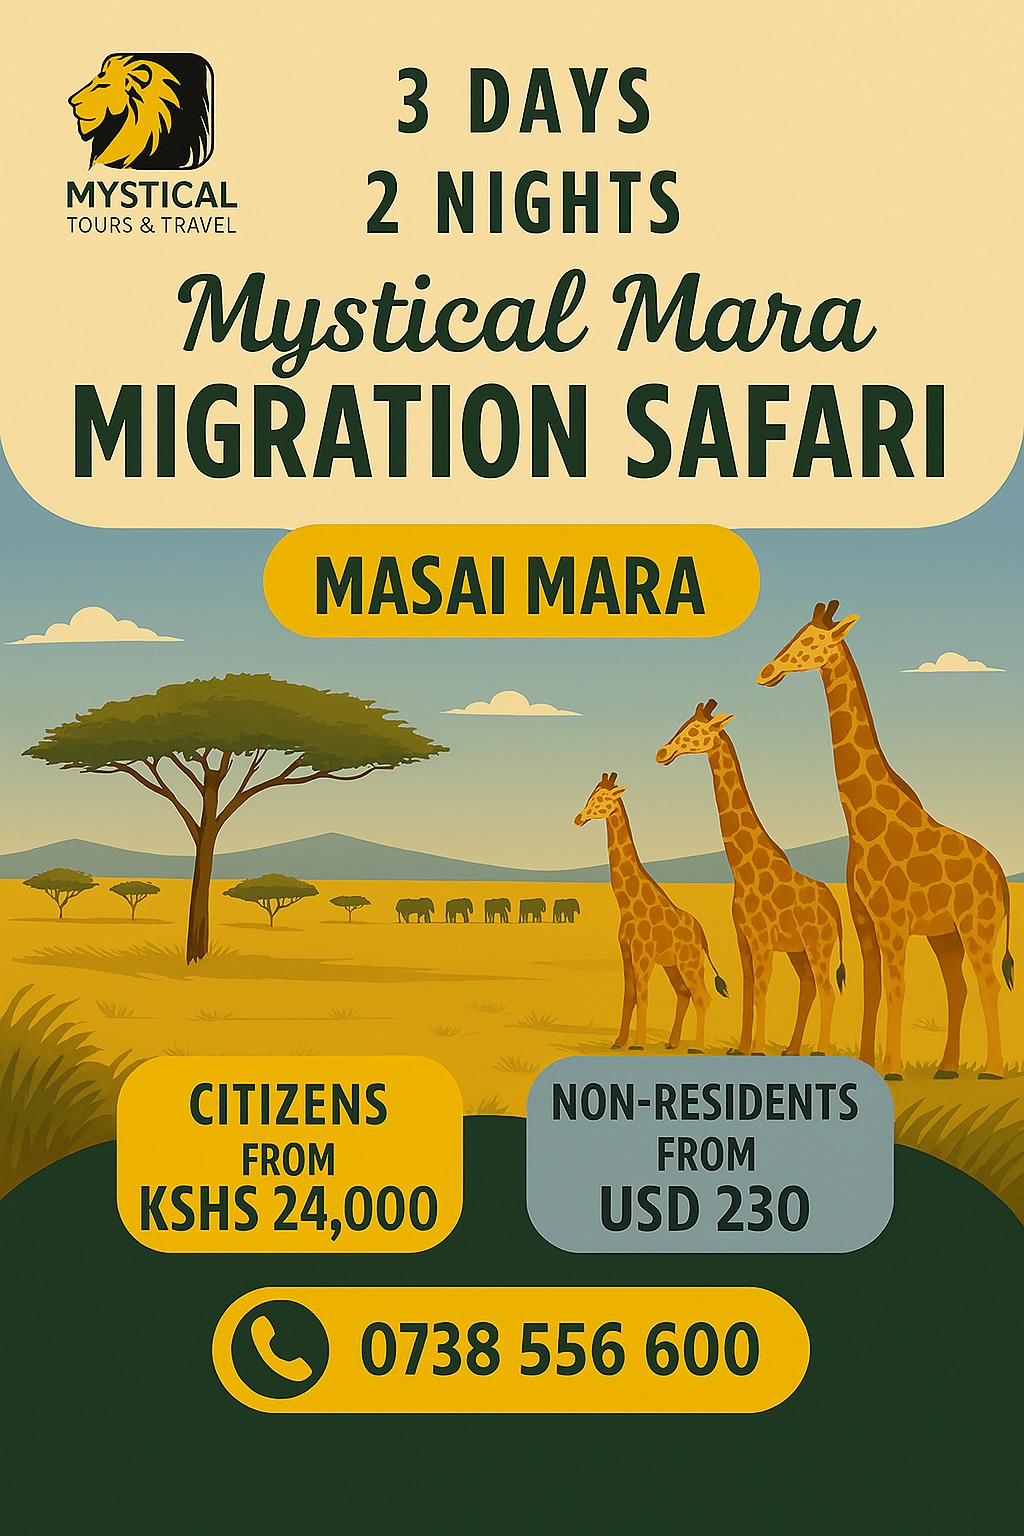 MYSTICAL
TOURS & TRAVEL
3 DAYS
2 NIGHTS
Mystical Mara
MIGRATION SAFARI
MASAI MARA
CITIZENS
FROM
KSHS 24,000
NON-RESIDENTS
FROM
USD 230
0738 556 600